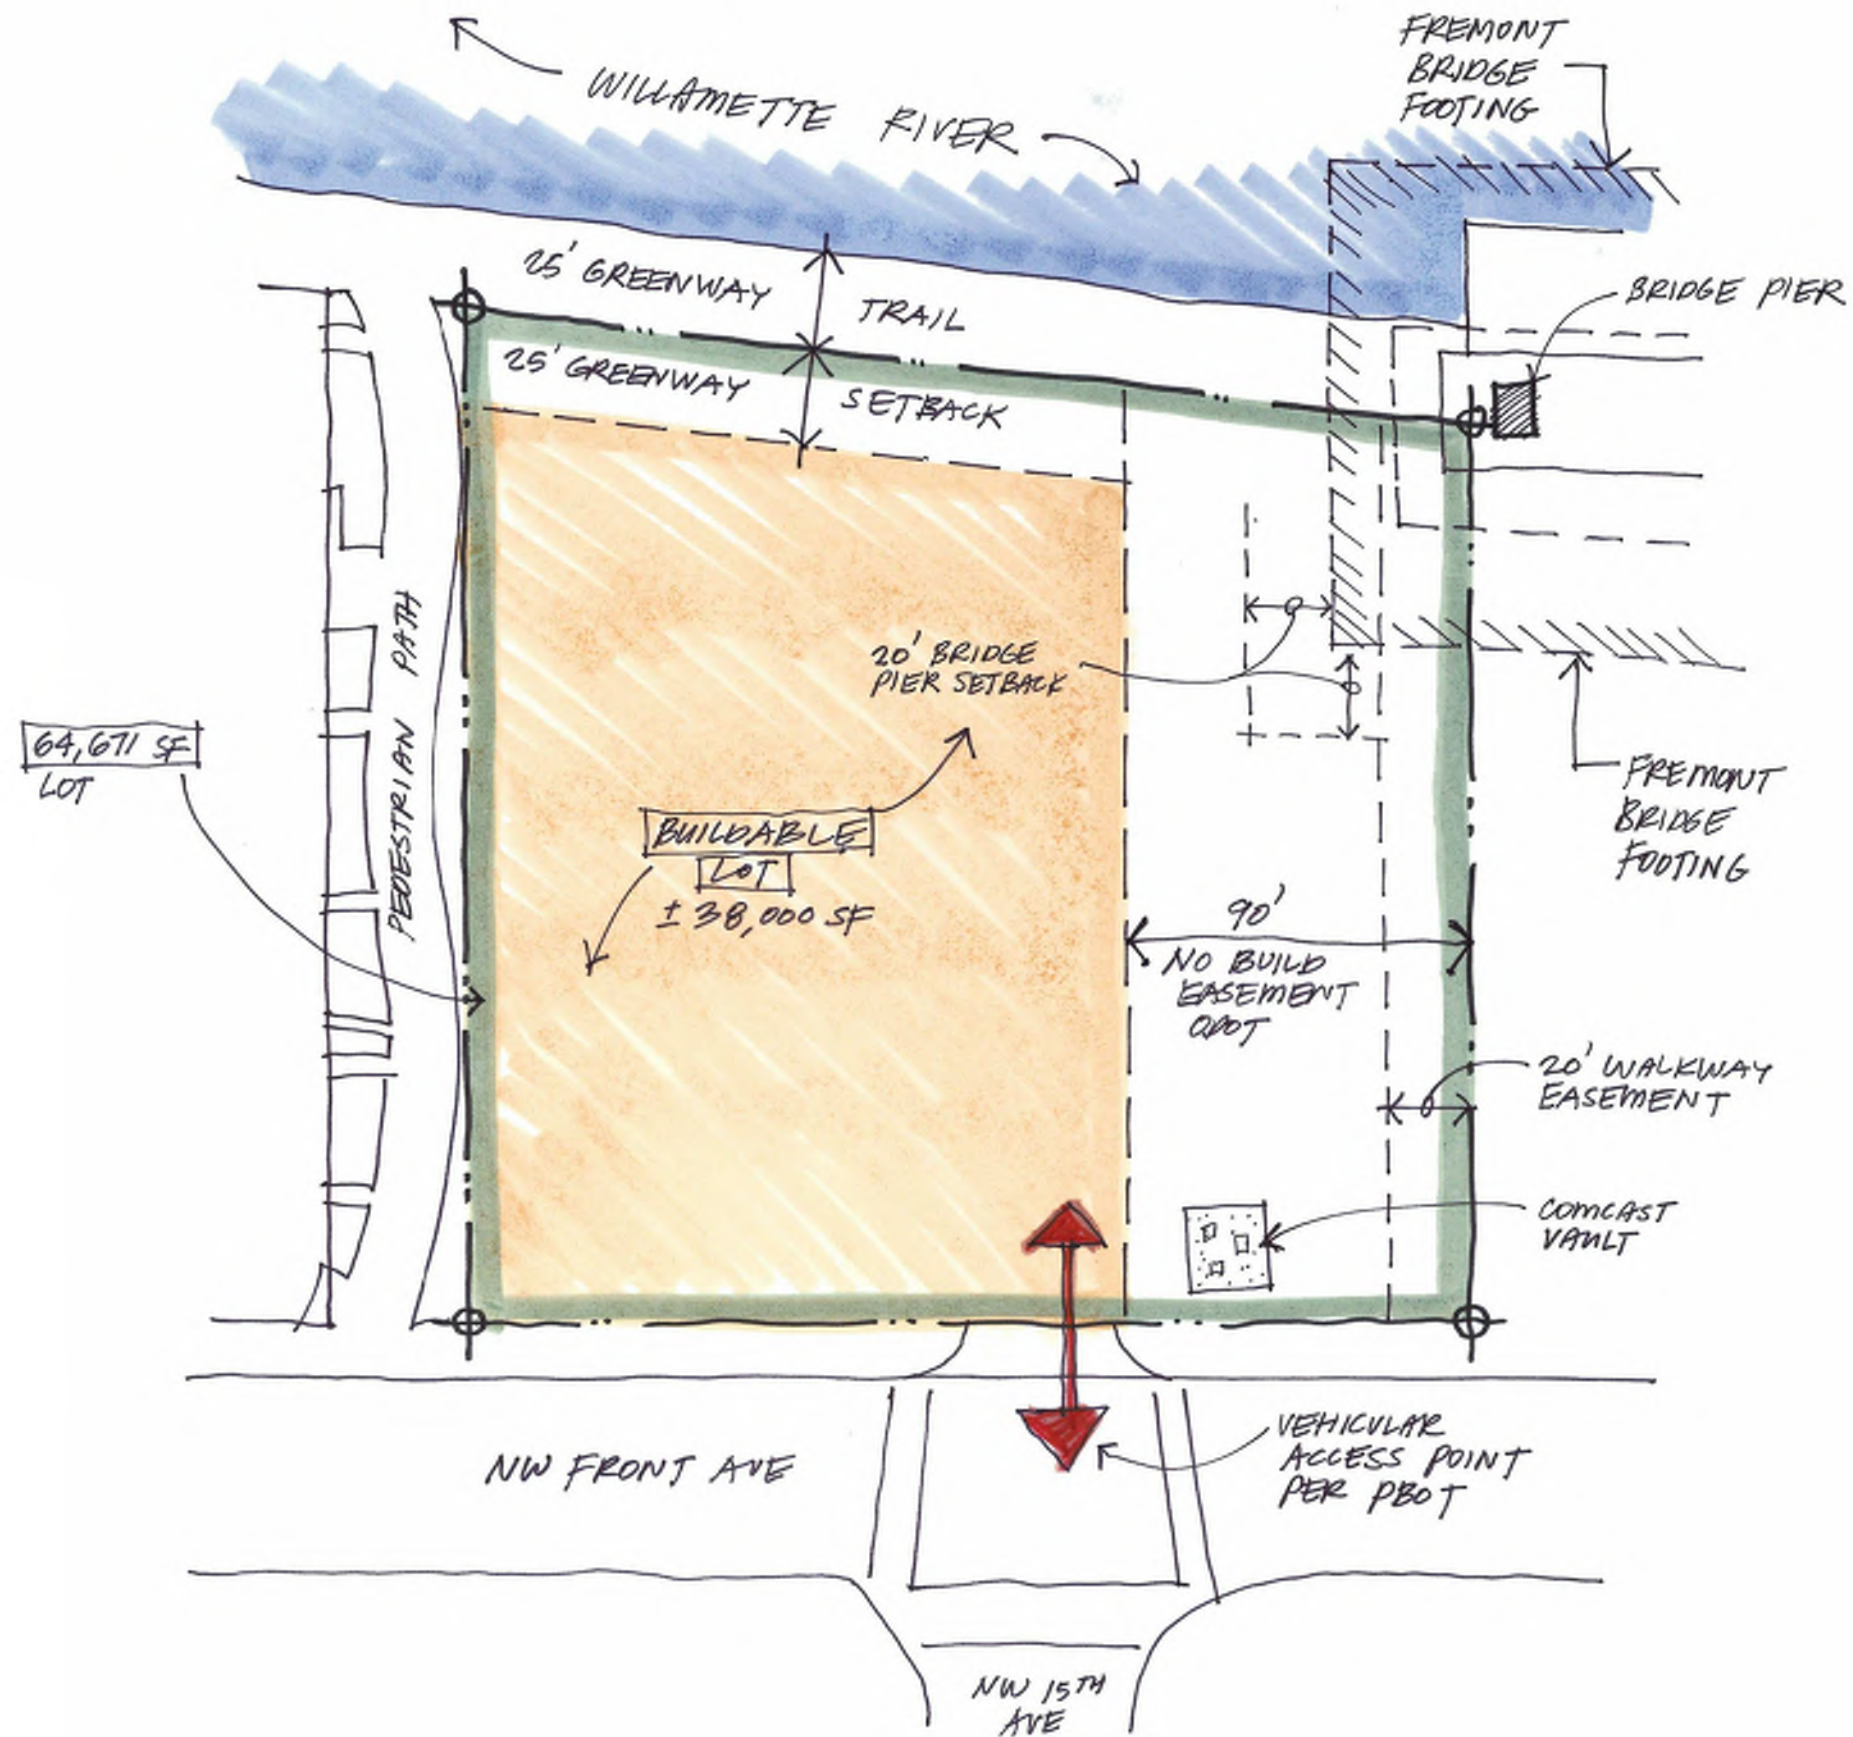 WILLAMETTE RIVER
FREMONT
BRIDGE
FOOTING
25' GREENWAY TRAIL
BRIDGE PIER
25' GREENWAY SETBACK
PEDESTRIAN PATH
20' BRIDGE
PIER SETBACK
64,671 SF
LOT
FREMONT
BRIDGE
FOOTING
BUILDABLE
LOT
± 38,000 SF
90'
NO BUILD
EASEMENT
ODOT
20' WALKWAY
EASEMENT
COMCAST
VAULT
NW FRONT AVE
VEHICULAR
ACCESS POINT
PER PBOT
NW 15TH
AVE